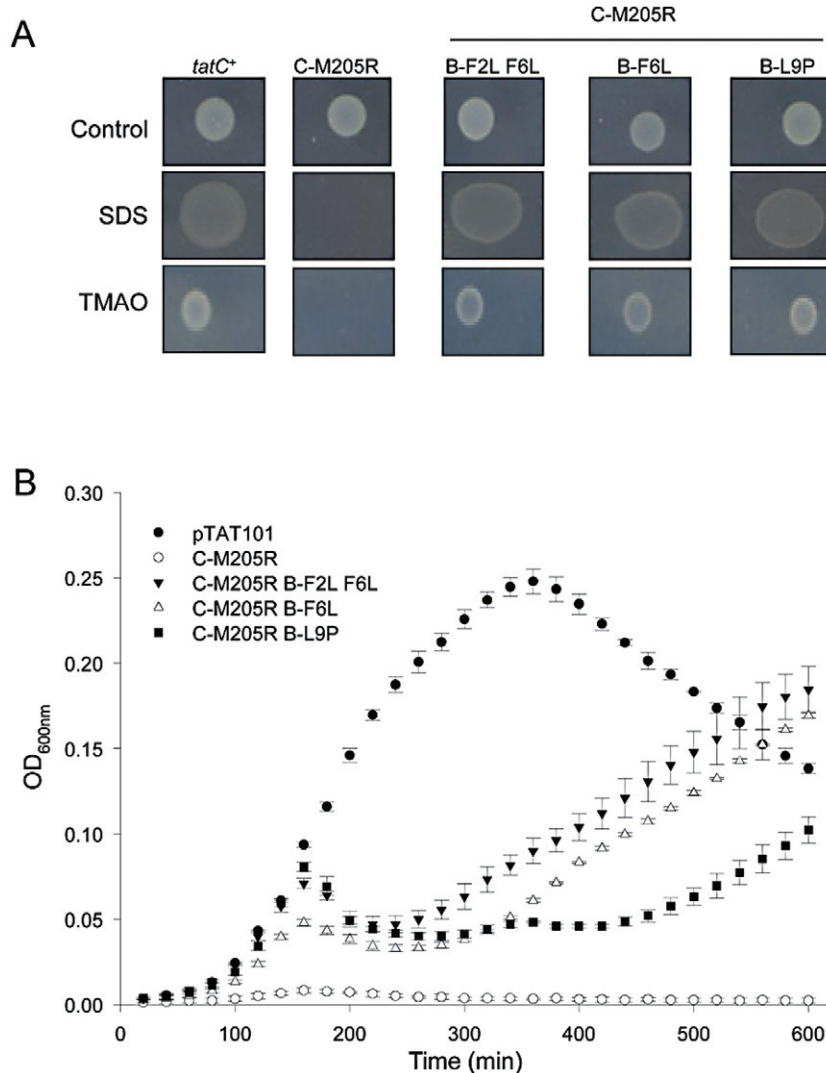 A
C-M205R
tatC⁺ C-M205R B-F2L F6L B-F6L B-L9P
Control
SDS
TMAO
B
0.30
0.25
0.20
0.15
0.10
0.05
0.00
OD600nm
pTAT101
C-M205R
C-M205R B-F2L F6L
C-M205R B-F6L
C-M205R B-L9P
0 100 200 300 400 500 600
Time (min)